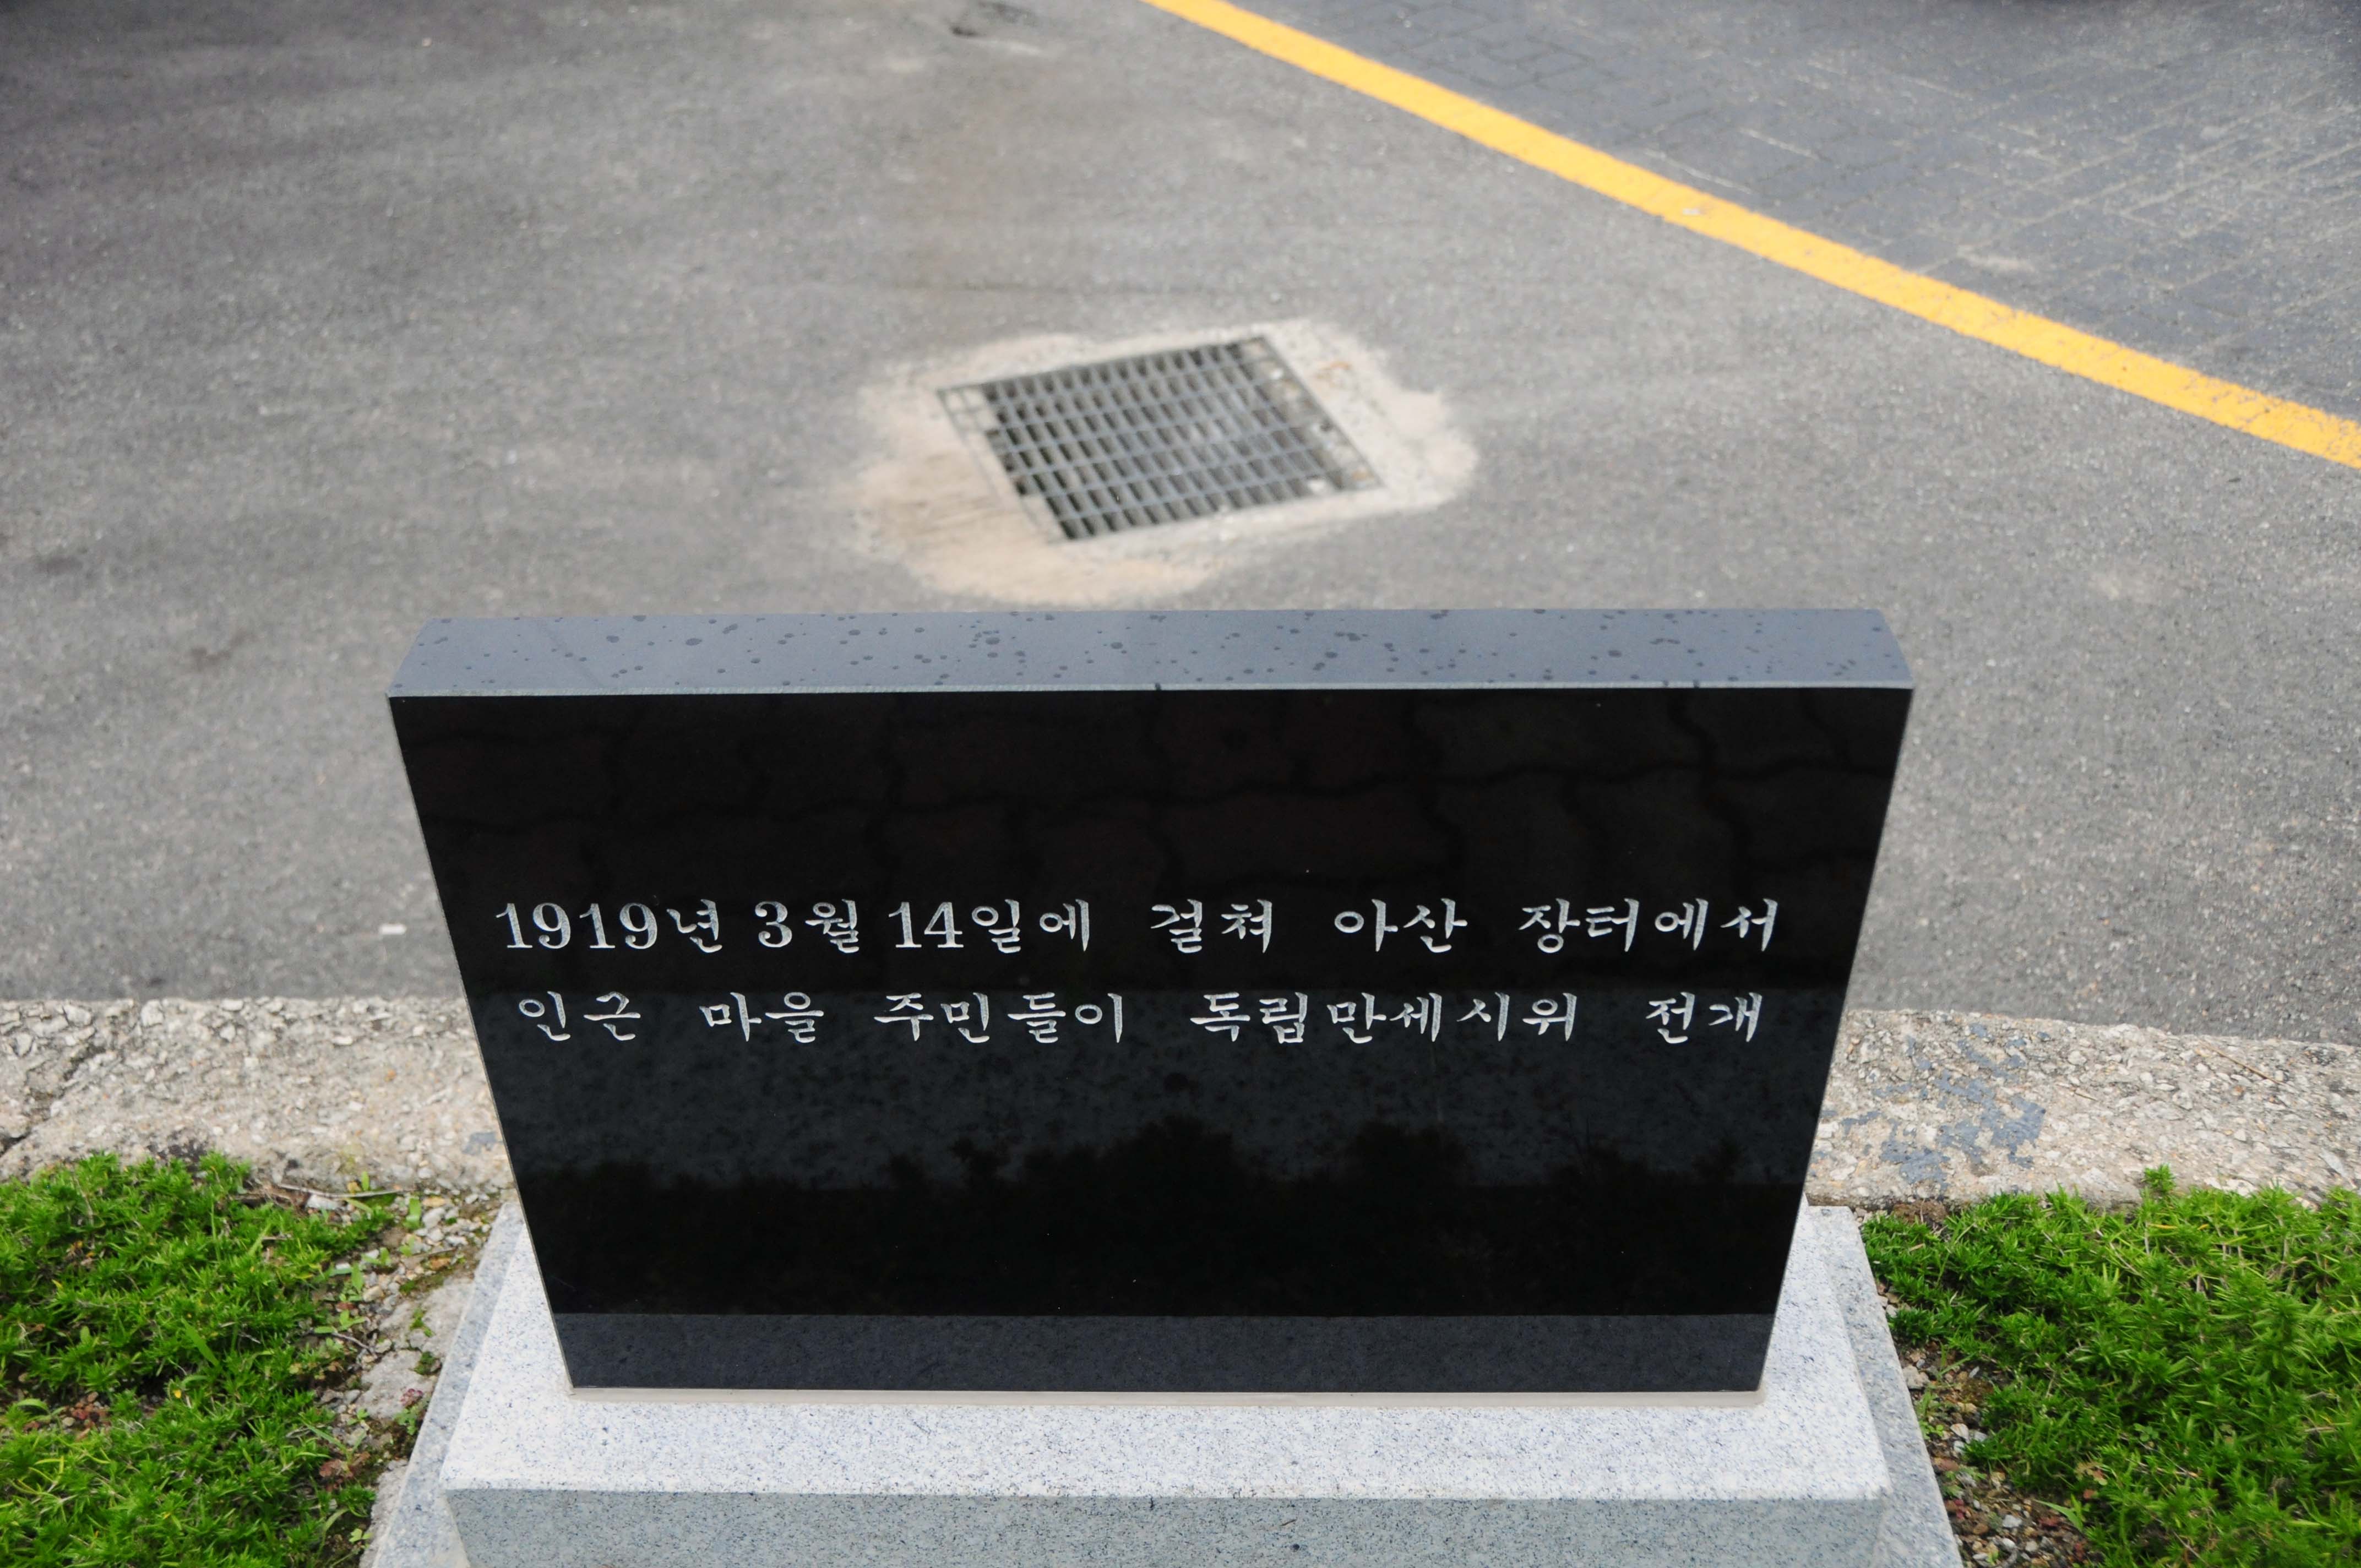 1919년 3월 14일에 걸쳐 아산 장터에서
인근 마을 주민들이 독립만세시위 전개